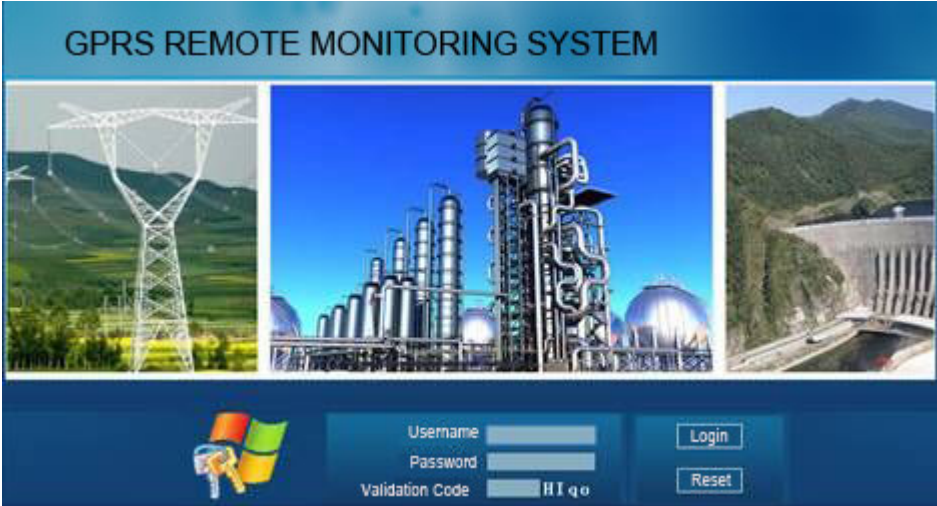 GPRS REMOTE MONITORING SYSTEM
Username
Login
Password
Validation Code HIqo
Reset